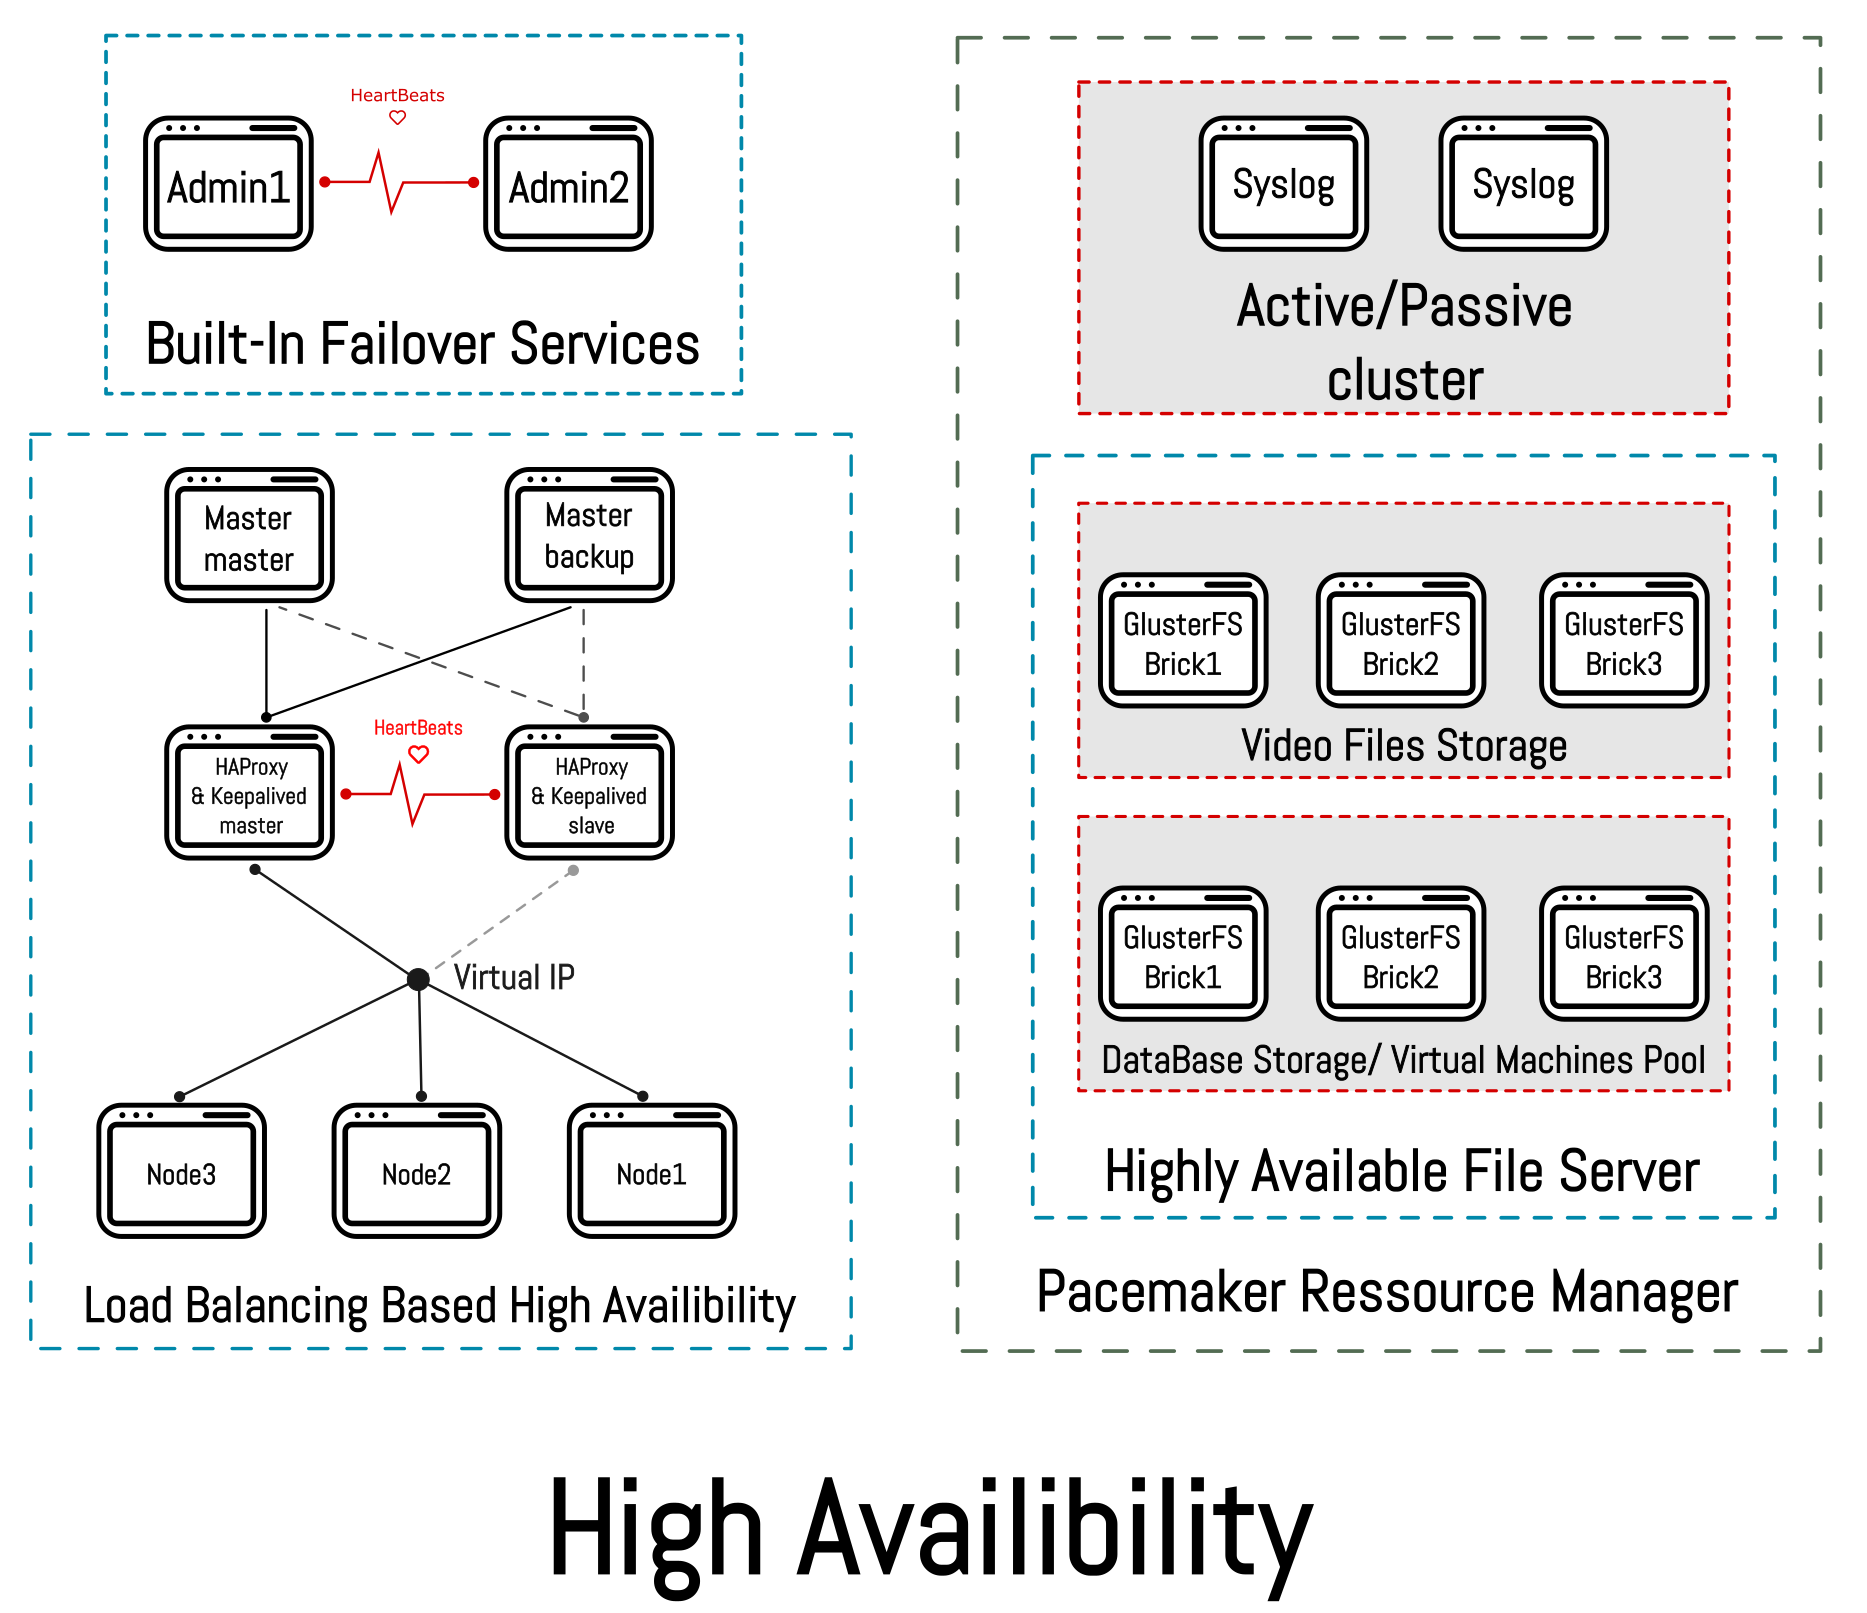 HeartBeats
Admin1
Admin2
Built-In Failover Services
Master
master
Master
backup
HeartBeats
HAProxy
& Keepalived
master
HAProxy
& Keepalived
slave
Virtual IP
Node3
Node2
Node1
Load Balancing Based High Availibility
Syslog
Syslog
Active/Passive
cluster
GlusterFS
Brick1
GlusterFS
Brick2
GlusterFS
Brick3
Video Files Storage
GlusterFS
Brick1
GlusterFS
Brick2
GlusterFS
Brick3
DataBase Storage/ Virtual Machines Pool
Highly Available File Server
Pacemaker Ressource Manager
High Availibility